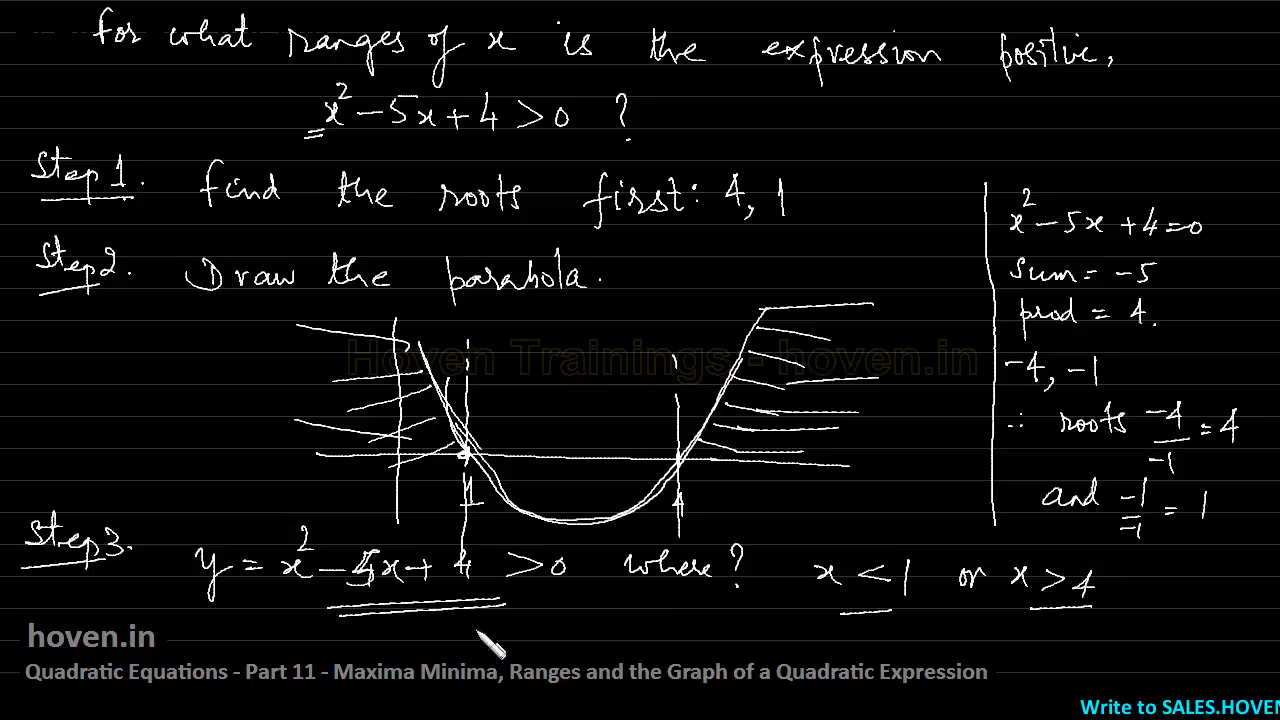 for what ranges of x is the expression positive,
x² - 5x + 4 > 0 ?
Step 1. find the roots first: 4, 1
Step 2. Draw the parabola.
1
4
x² - 5x + 4 = 0
sum = -5
prod = 4.
-4, -1
∴ roots -4/-1 = 4
and -1/-1 = 1
Hoven Trainings - hoven.in
Step 3. y = x² - 5x + 4 > 0 where? x < 1 or x > 4
hoven.in
Quadratic Equations - Part 11 - Maxima Minima, Ranges and the Graph of a Quadratic Expression
Write to SALES.HOVEN